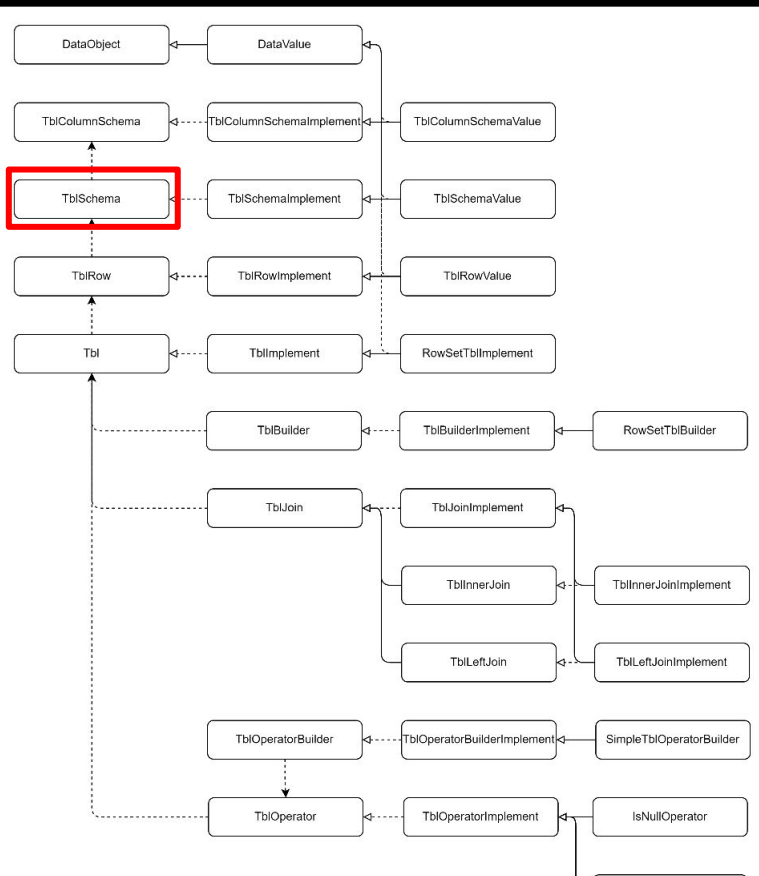 DataObject
DataValue
TblColumnSchema
TblColumnSchemaImplement
TblColumnSchemaValue
TblSchema
TblSchemaImplement
TblSchemaValue
TblRow
TblRowImplement
TblRowValue
Tbl
TblImplement
RowSetTblImplement
TblBuilder
TblBuilderImplement
RowSetTblBuilder
TblJoin
TblJoinImplement
TblInnerJoin
TblInnerJoinImplement
TblLeftJoin
TblLeftJoinImplement
TblOperatorBuilder
TblOperatorBuilderImplement
SimpleTblOperatorBuilder
TblOperator
TblOperatorImplement
IsNullOperator